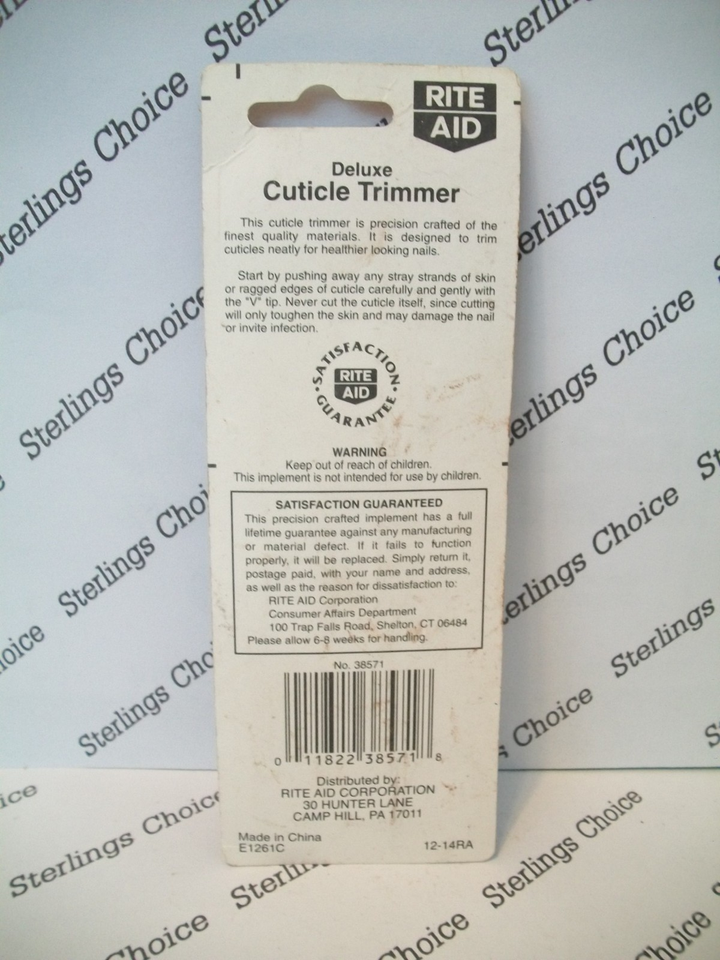 RITE
AID
Deluxe
Cuticle Trimmer
This cuticle trimmer is precision crafted of the
finest quality materials. It is designed to trim
cuticles neatly for healthier looking nails.
Start by pushing away any stray strands of skin
or ragged edges of cuticle carefully and gently with
the "V" tip. Never cut the cuticle itself, since cutting
will only toughen the skin and may damage the nail
or invite infection.
SATISFACTION
RITE
AID
GUARANTEE
WARNING
Keep out of reach of children.
This implement is not intended for use by children.
SATISFACTION GUARANTEED
This precision crafted implement has a full
lifetime guarantee against any manufacturing
or material defect. If it fails to function
properly, it will be replaced. Simply return it,
postage paid, with your name and address,
as well as the reason for dissatisfaction to:
RITE AID Corporation
Consumer Affairs Department
100 Trap Falls Road, Shelton, CT 06484
Please allow 6-8 weeks for handling.
No. 38571
0 11822 38571 8
Distributed by:
RITE AID CORPORATION
30 HUNTER LANE
CAMP HILL, PA 17011
Made in China
E1261C
12-14RA
Sterlings Choice
Sterlings Choice
Sterlings Choice
Sterlings Choice
Sterlings Choice